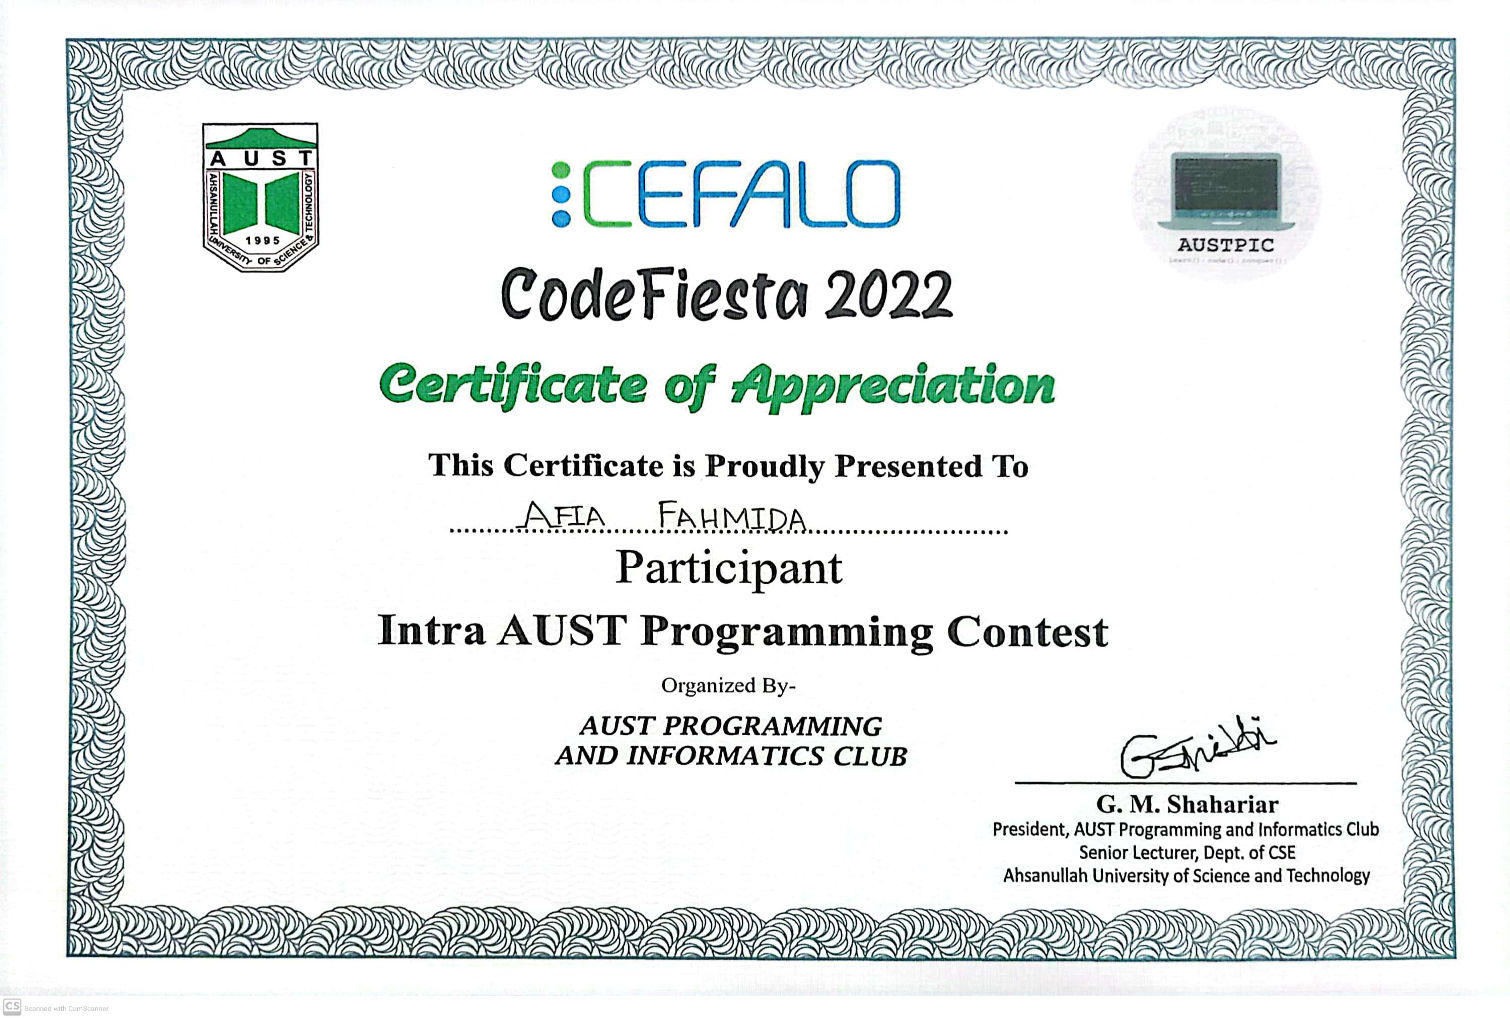 AUST
AHSANULLAH UNIVERSITY OF SCIENCE & TECHNOLOGY
1995
CEFALO
AUSTPIC
learn(); code(); conquer();
CodeFiesta 2022
Certificate of Appreciation
This Certificate is Proudly Presented To
AFIA FAHMIDA
Participant
Intra AUST Programming Contest
Organized By-
AUST PROGRAMMING
AND INFORMATICS CLUB
G. M. Shahariar
President, AUST Programming and Informatics Club
Senior Lecturer, Dept. of CSE
Ahsanullah University of Science and Technology
CS Scanned with CamScanner